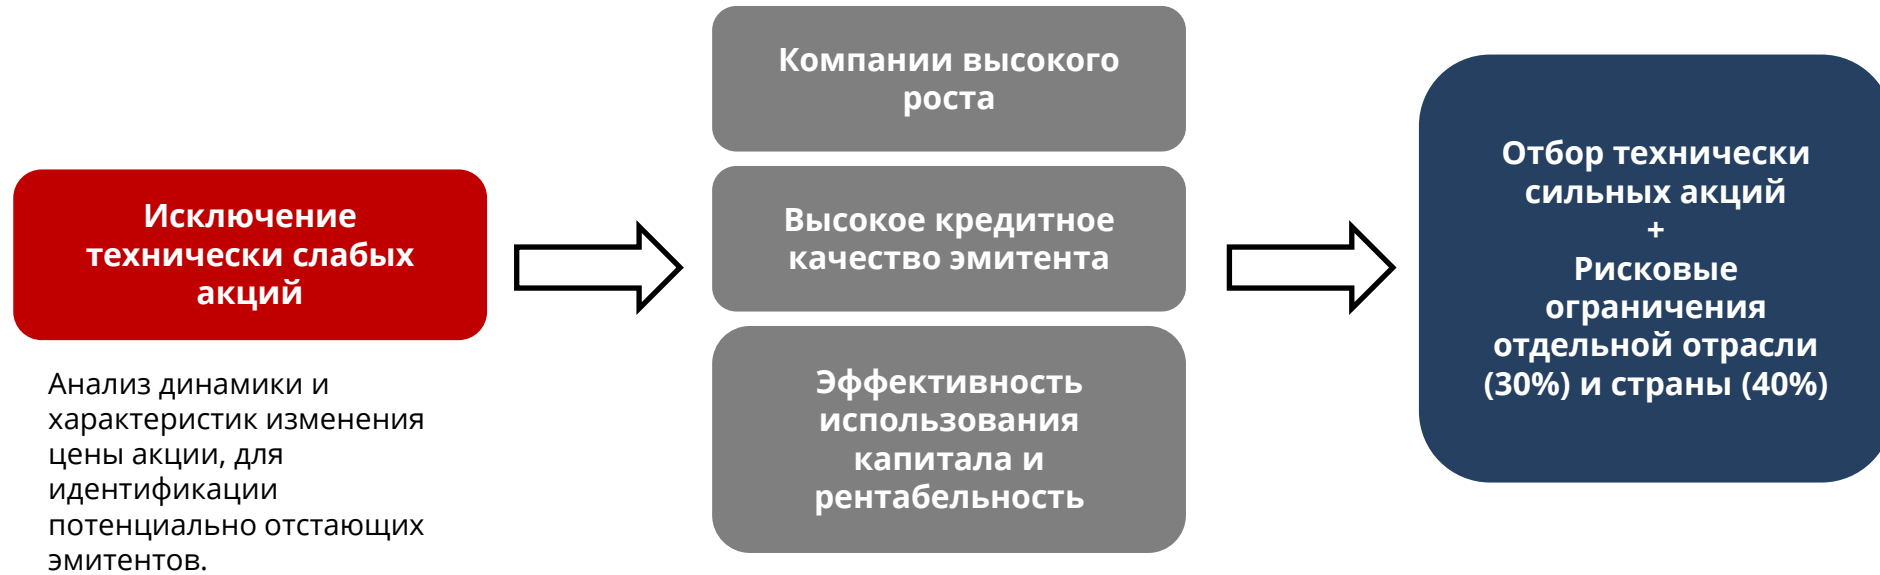 Исключение
технически слабых
акций
Анализ динамики и
характеристик изменения
цены акции, для
идентификации
потенциально отстающих
эмитентов.
Компании высокого
роста
Высокое кредитное
качество эмитента
Эффективность
использования
капитала и
рентабельность
Отбор технически
сильных акций
+
Рисковые
ограничения
отдельной отрасли
(30%) и страны (40%)